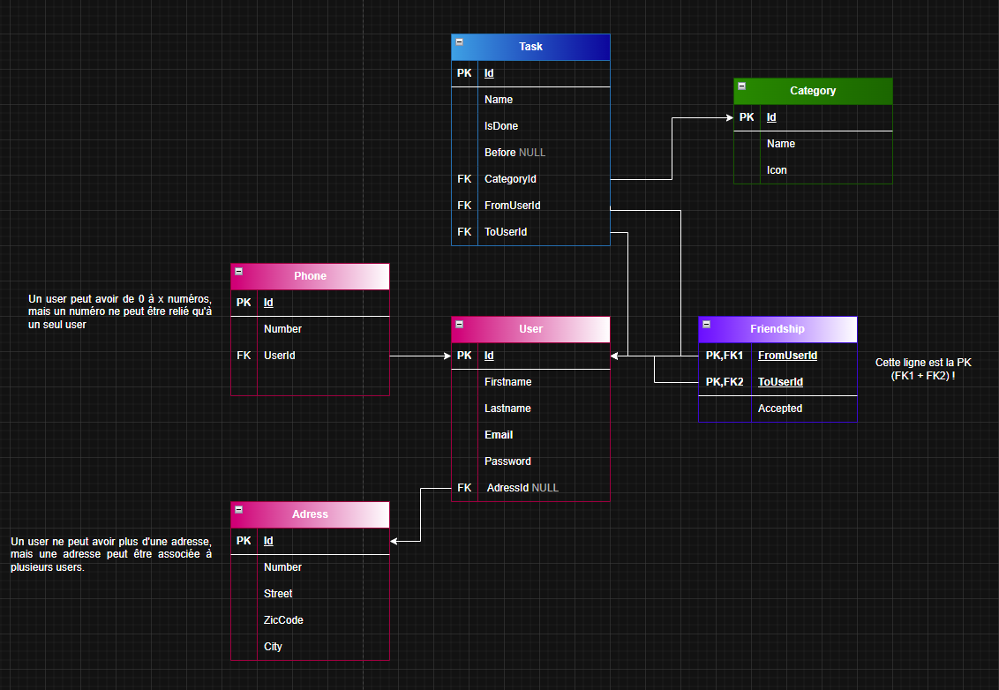 Task
PK Id
Name
IsDone
Before NULL
FK CategoryId
FK FromUserId
FK ToUserId
Category
PK Id
Name
Icon
Phone
PK Id
Number
FK UserId
Un user peut avoir de 0 à x numéros,
mais un numéro ne peut être relié qu'à
un seul user
User
PK Id
Firstname
Lastname
Email
Password
FK AdressId NULL
Friendship
PK,FK1 FromUserId
PK,FK2 ToUserId
Accepted
Cette ligne est la PK
(FK1 + FK2) !
Adress
PK Id
Number
Street
ZicCode
City
Un user ne peut avoir plus d'une adresse,
mais une adresse peut être associée à
plusieurs users.